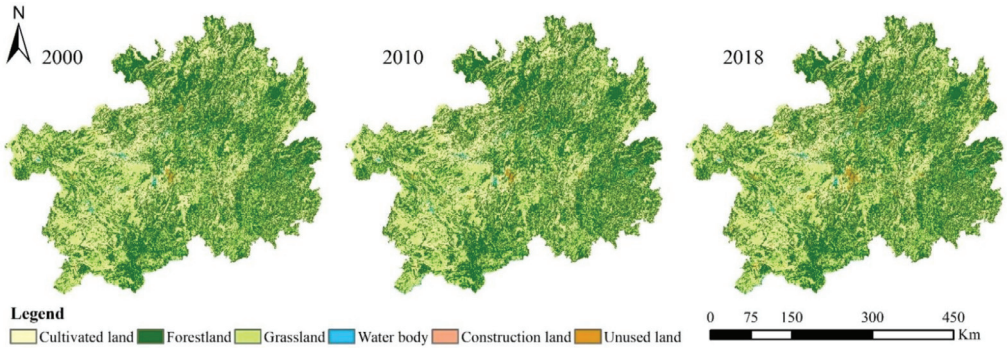 N
2000
2010
2018
Legend
Cultivated land Forestland Grassland Water body Construction land Unused land
0 75 150 300 450
Km